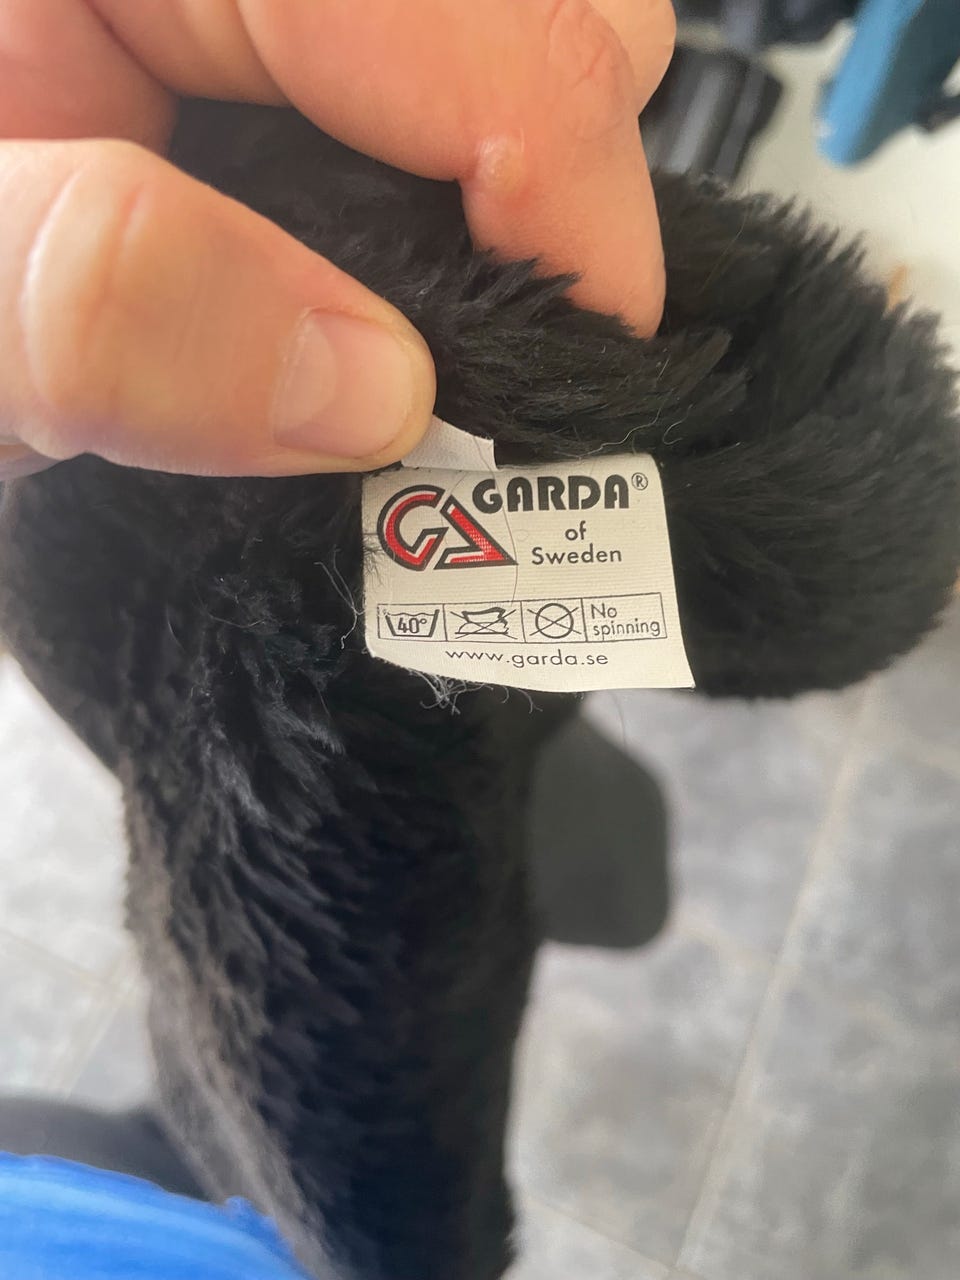 GARDA®
of
Sweden
40°
No
spinning
www.garda.se